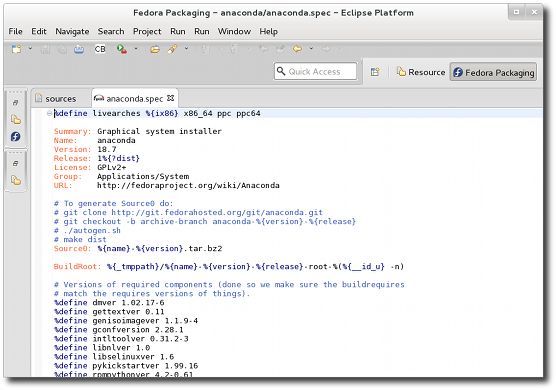 Fedora Packaging – anaconda/anaconda.spec – Eclipse Platform
File Edit Navigate Search Project Run Run Window Help
CB
Quick Access
Resource
Fedora Packaging
sources
anaconda.spec
%define livearches %{ix86} x86_64 ppc ppc64
Summary: Graphical system installer
Name: anaconda
Version: 18.7
Release: 1%{?dist}
License: GPLv2+
Group: Applications/System
URL: http://fedoraproject.org/wiki/Anaconda
# To generate Source0 do:
# git clone http://git.fedorahosted.org/git/anaconda.git
# git checkout -b archive-branch anaconda-%{version}-%{release}
# ./autogen.sh
# make dist
Source0: %{name}-%{version}.tar.bz2
BuildRoot: %{_tmppath}/%{name}-%{version}-%{release}-root-%(%{__id_u} -n)
# Versions of required components (done so we make sure the buildrequires
# match the requires versions of things).
%define dmver 1.02.17-6
%define gettextver 0.11
%define genisoimagever 1.1.9-4
%define gconfversion 2.28.1
%define intltoolver 0.31.2-3
%define libnlver 1.0
%define libselinuxver 1.6
%define pykickstartver 1.99.16
%define rpmpythonver 4.2-0.61